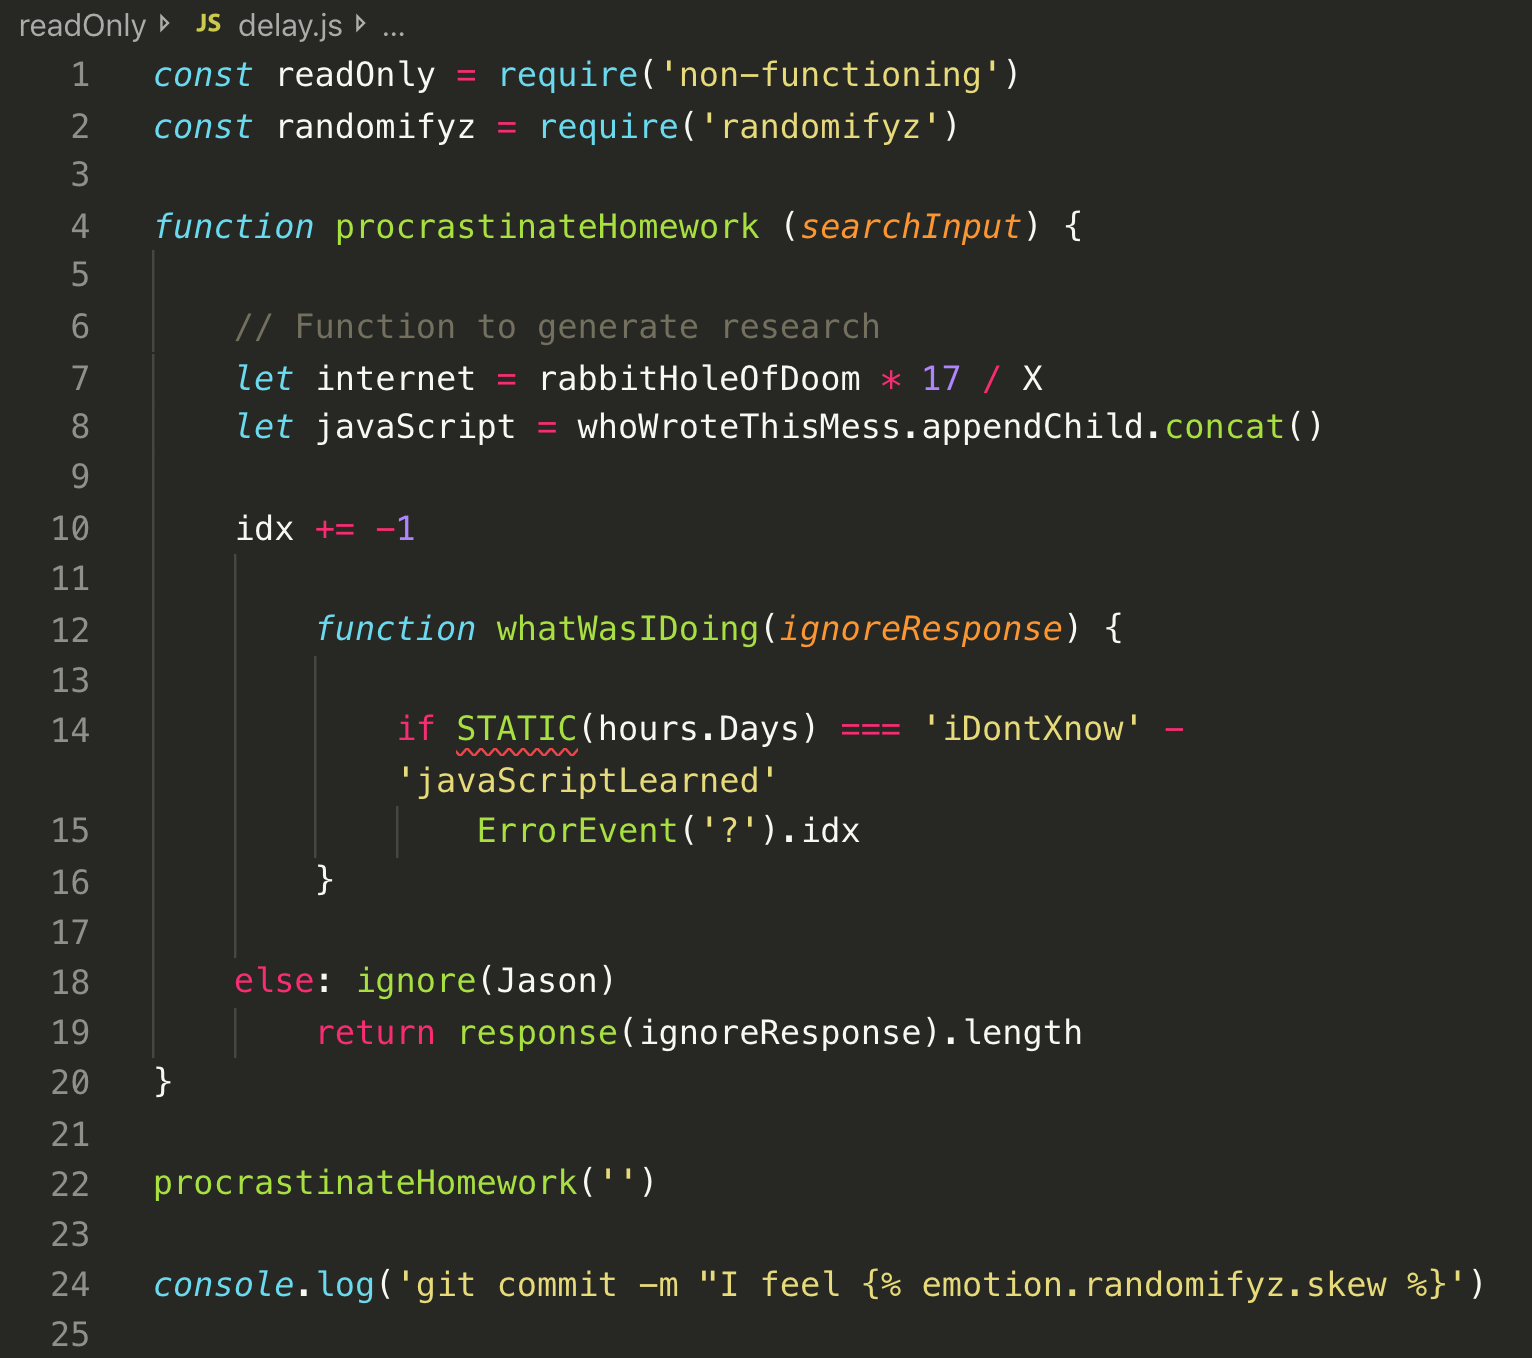 readOnly ▷ JS delay.js ▷ ...
1 const readOnly = require('non-functioning')
2 const randomifyz = require('randomifyz')
3
4 function procrastinateHomework (searchInput) {
5
6 // Function to generate research
7 let internet = rabbitHoleOfDoom * 17 / X
8 let javaScript = whoWroteThisMess.appendChild.concat()
9
10 idx += -1
11
12 function whatWasIDoing(ignoreResponse) {
13
14 if STATIC(hours.Days) === 'iDontXnow' -
'javaScriptLearned'
15 ErrorEvent('?').idx
16 }
17
18 else: ignore(Jason)
19 return response(ignoreResponse).length
20 }
21
22 procrastinateHomework('')
23
24 console.log('git commit -m "I feel {% emotion.randomifyz.skew %}')
25